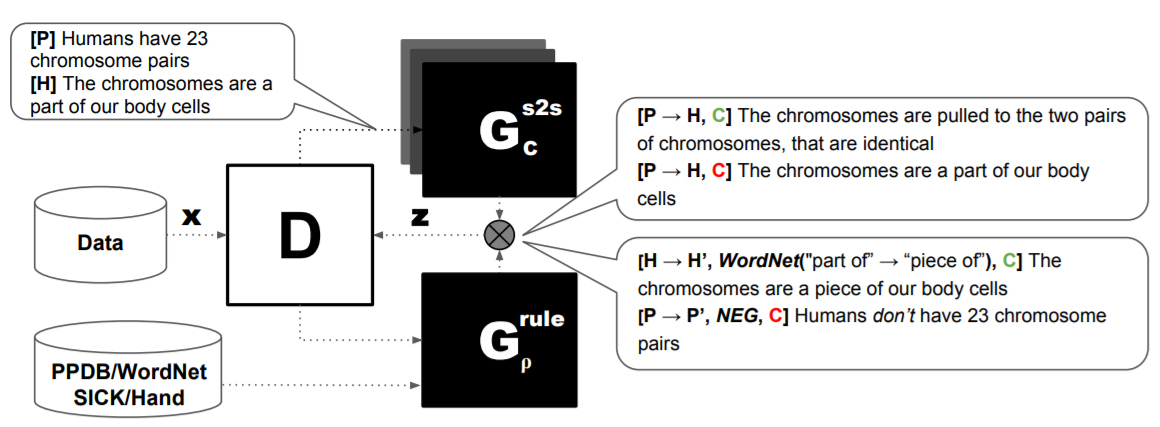 [P] Humans have 23
chromosome pairs
[H] The chromosomes are a
part of our body cells
G s2s C
[P → H, C] The chromosomes are pulled to the two pairs
of chromosomes, that are identical
[P → H, C] The chromosomes are a part of our body
cells
Data
x
D
z
[H → H’, WordNet("part of” → “piece of”), C] The
chromosomes are a piece of our body cells
[P → P’, NEG, C] Humans don’t have 23 chromosome
pairs
G rule ρ
PPDB/WordNet
SICK/Hand